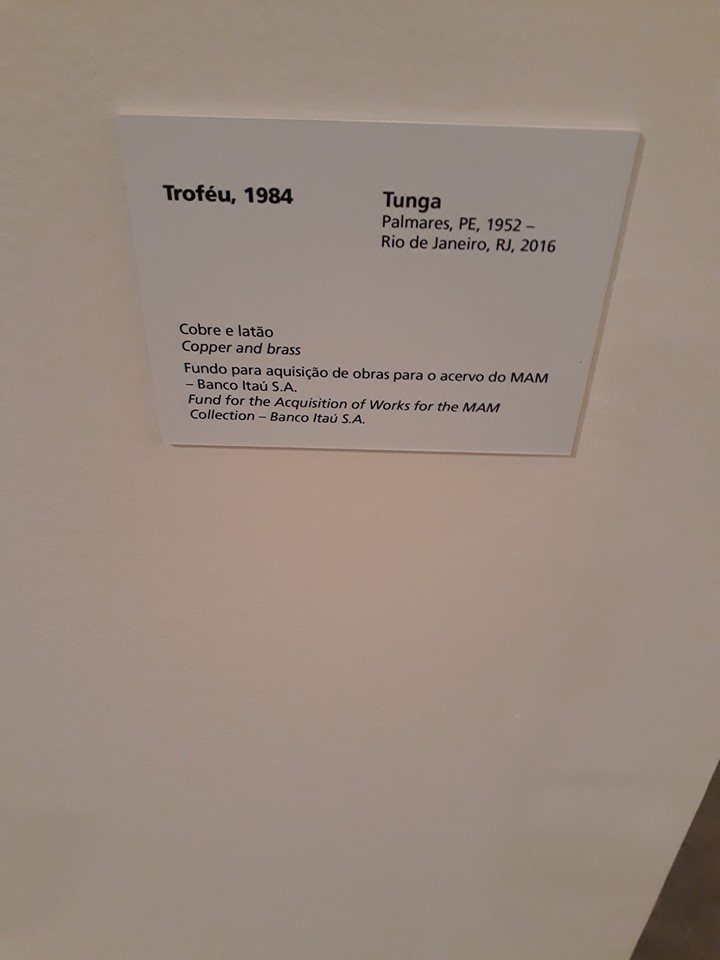 Troféu, 1984
Tunga
Palmares, PE, 1952 –
Rio de Janeiro, RJ, 2016
Cobre e latão
Copper and brass
Fundo para aquisição de obras para o acervo do MAM
– Banco Itaú S.A.
Fund for the Acquisition of Works for the MAM
Collection – Banco Itaú S.A.